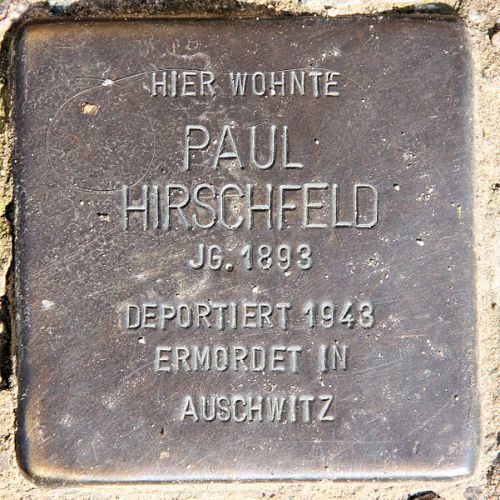 HIER WOHNTE
PAUL
HIRSCHFELD
JG. 1893
DEPORTIERT 1943
ERMORDET IN
AUSCHWITZ